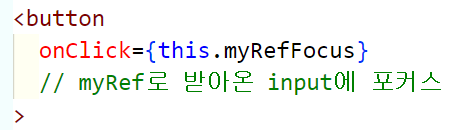 <button
onClick={this.myRefFocus}
// myRef로 받아온 input에 포커스
>